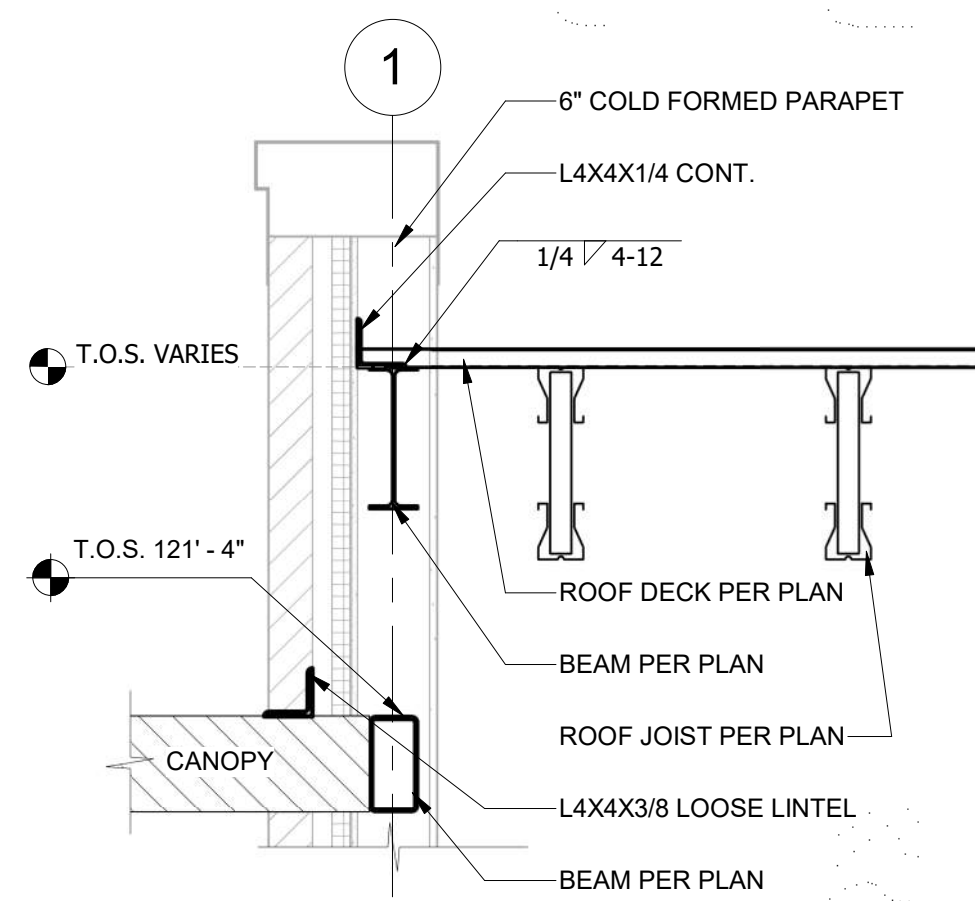 1
6" COLD FORMED PARAPET
L4X4X1/4 CONT.
1/4 4-12
T.O.S. VARIES
T.O.S. 121' - 4"
ROOF DECK PER PLAN
BEAM PER PLAN
ROOF JOIST PER PLAN
CANOPY
L4X4X3/8 LOOSE LINTEL
BEAM PER PLAN